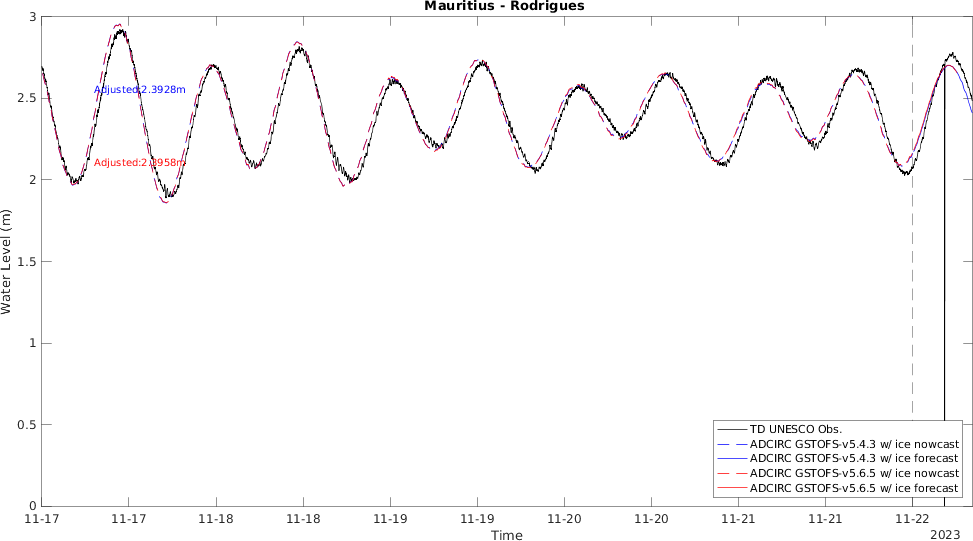 Mauritius - Rodrigues
3
2.5
2
1.5
1
0.5
0
Water Level (m)
Adjusted:2.3928m
Adjusted:2.3958m
TD UNESCO Obs.
ADCIRC GSTOFS-v5.4.3 w/ ice nowcast
ADCIRC GSTOFS-v5.4.3 w/ ice forecast
ADCIRC GSTOFS-v5.6.5 w/ ice nowcast
ADCIRC GSTOFS-v5.6.5 w/ ice forecast
11-17 11-17 11-18 11-18 11-19 11-19 11-20 11-20 11-21 11-21 11-22
Time
2023